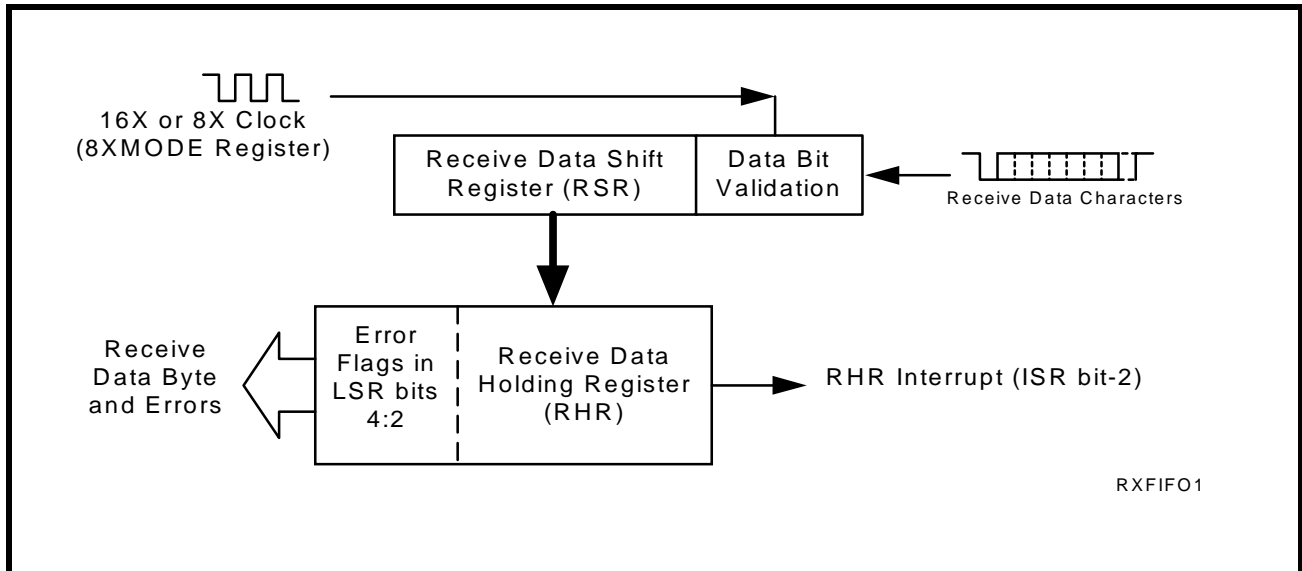 16X or 8X Clock
(8XMODE Register)
Receive Data Shift
Register (RSR)
Data Bit
Validation
Receive Data Characters
Receive
Data Byte
and Errors
Error
Flags in
LSR bits
4:2
Receive Data
Holding Register
(RHR)
RHR Interrupt (ISR bit-2)
RXFIFO1